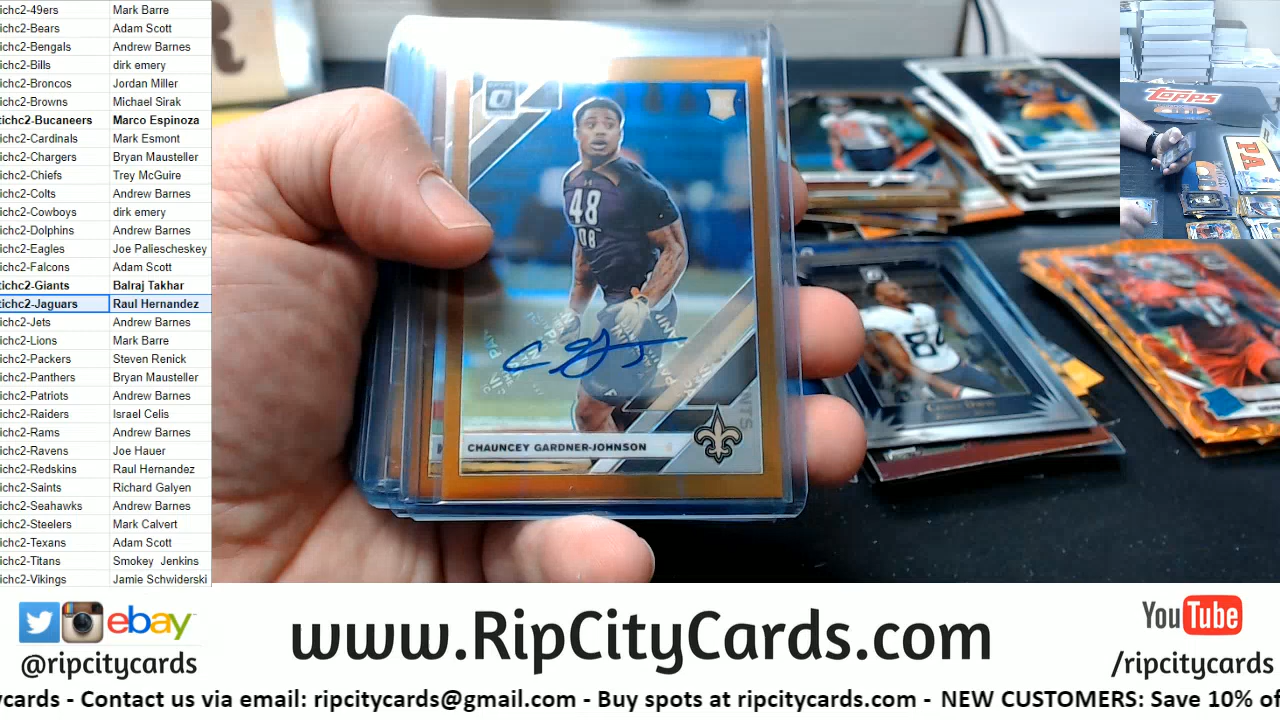 ichc2-49ers Mark Barre
ichc2-Bears Adam Scott
ichc2-Bengals Andrew Barnes
ichc2-Bills dirk emery
ichc2-Broncos Jordan Miller
ichc2-Browns Michael Sirak
tichc2-Bucaneers Marco Espinoza
ichc2-Cardinals Mark Esmont
ichc2-Chargers Bryan Mausteller
ichc2-Chiefs Trey McGuire
ichc2-Colts Andrew Barnes
ichc2-Cowboys dirk emery
ichc2-Dolphins Andrew Barnes
ichc2-Eagles Joe Paliescheskey
ichc2-Falcons Adam Scott
tichc2-Giants Balraj Takhar
tichc2-Jaguars Raul Hernandez
ichc2-Jets Andrew Barnes
ichc2-Lions Mark Barre
ichc2-Packers Steven Renick
ichc2-Panthers Bryan Mausteller
ichc2-Patriots Andrew Barnes
ichc2-Raiders Israel Celis
ichc2-Rams Andrew Barnes
ichc2-Ravens Joe Hauer
ichc2-Redskins Raul Hernandez
ichc2-Saints Richard Galyen
ichc2-Seahawks Andrew Barnes
ichc2-Steelers Mark Calvert
ichc2-Texans Adam Scott
ichc2-Titans Smokey Jenkins
ichc2-Vikings Jamie Schwiderski
48
DB
CHAUNCEY GARDNER-JOHNSON
topps
PA
ebay
@ripcitycards
www.RipCityCards.com
YouTube
/ripcitycards
ycards - Contact us via email: ripcitycards@gmail.com - Buy spots at ripcitycards.com - NEW CUSTOMERS: Save 10% of